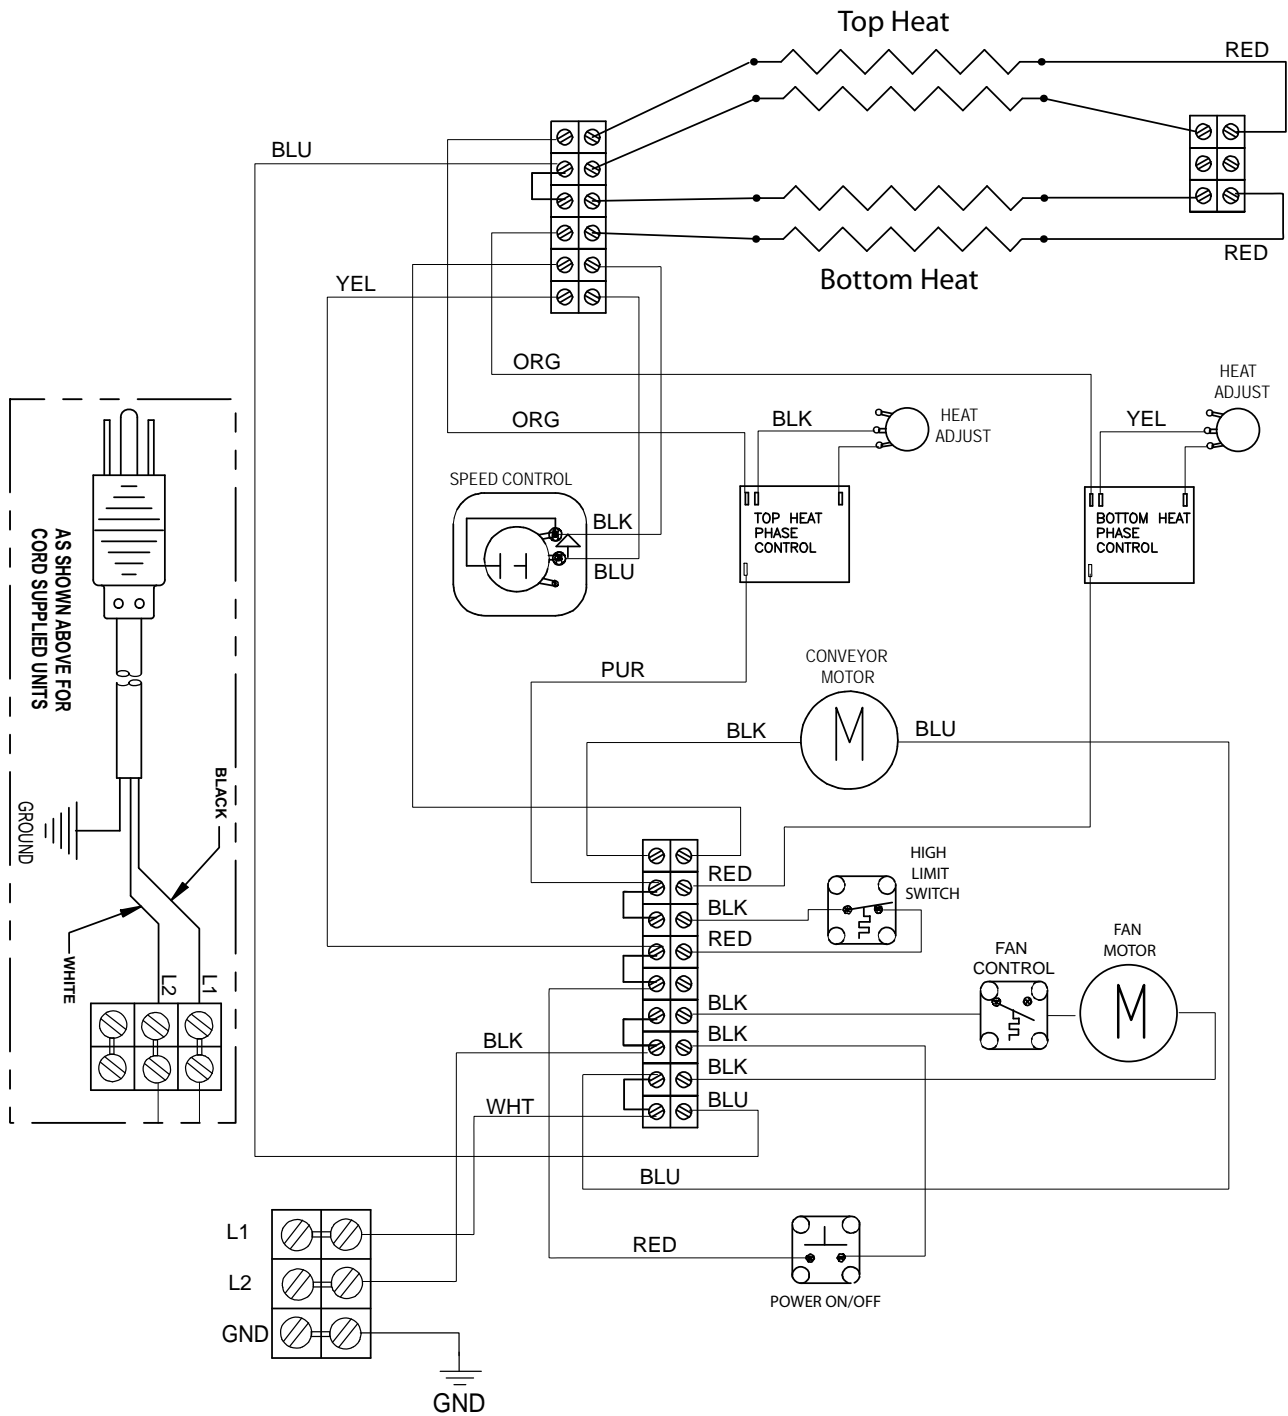 Top Heat
RED
BLU
RED
Bottom Heat
YEL
ORG
HEAT
ADJUST
ORG
BLK
HEAT
ADJUST
YEL
SPEED CONTROL
BLK
BLU
TOP HEAT
PHASE
CONTROL
BOTTOM HEAT
PHASE
CONTROL
AS SHOWN ABOVE FOR
CORD SUPPLIED UNITS
PUR
CONVEYOR
MOTOR
M
BLK
BLU
BLACK
GROUND
WHITE
L2
L1
RED
BLK
RED
HIGH
LIMIT
SWITCH
FAN
CONTROL
FAN
MOTOR
M
BLK
BLK
BLK
BLK
WHT
BLU
BLU
L1
L2
GND
GND
RED
POWER ON/OFF